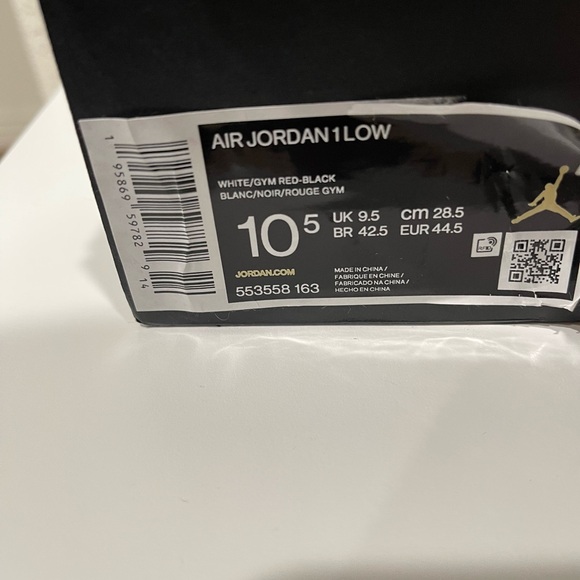 AIR JORDAN 1 LOW
WHITE/GYM RED-BLACK
BLANC/NOIR/ROUGE GYM
10 5
UK 9.5 cm 28.5
BR 42.5 EUR 44.5
JORDAN.COM
553558 163
MADE IN CHINA /
FABRIQUE EN CHINE /
FABRICADO NA CHINA /
HECHO EN CHINA
1 95869 59782 9 14